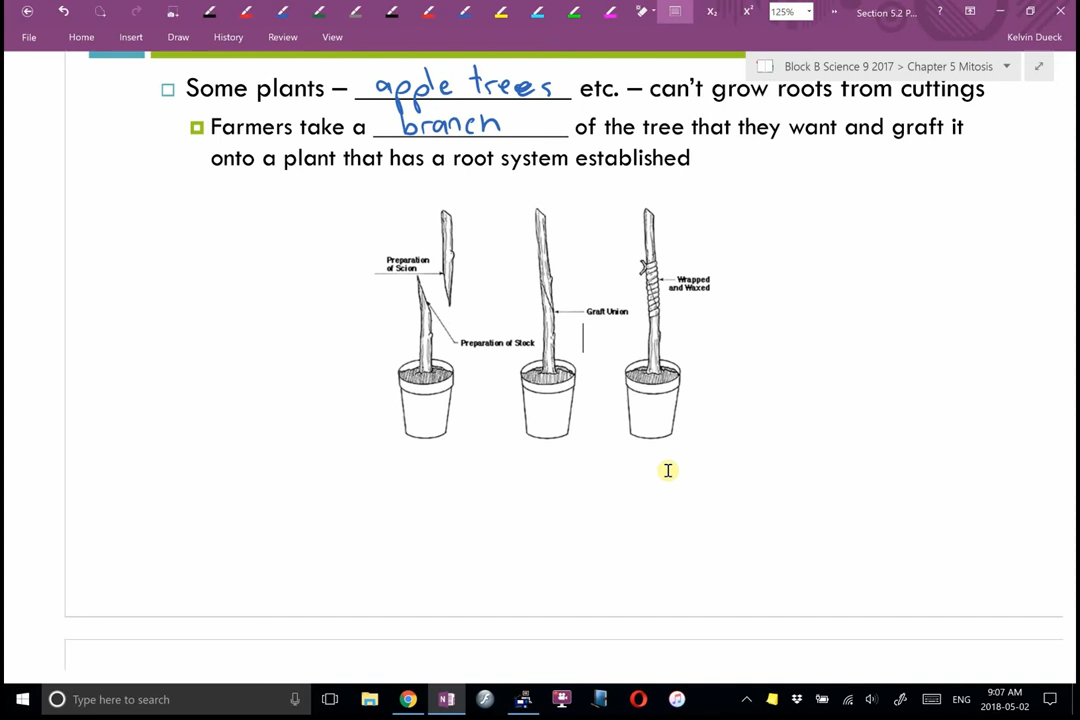 X₂
X²
125%
Section 5.2 P...
?
File Home Insert Draw History Review View
Kelvin Dueck
Block B Science 9 2017 > Chapter 5 Mitosis
Some plants – apple trees etc. – can't grow roots from cuttings
Farmers take a branch of the tree that they want and graft it
onto a plant that has a root system established
Preparation
of Scion
Wrapped
and Waxed
Graft Union
Preparation of Stock
Type here to search
ENG
9:07 AM
2018-05-02